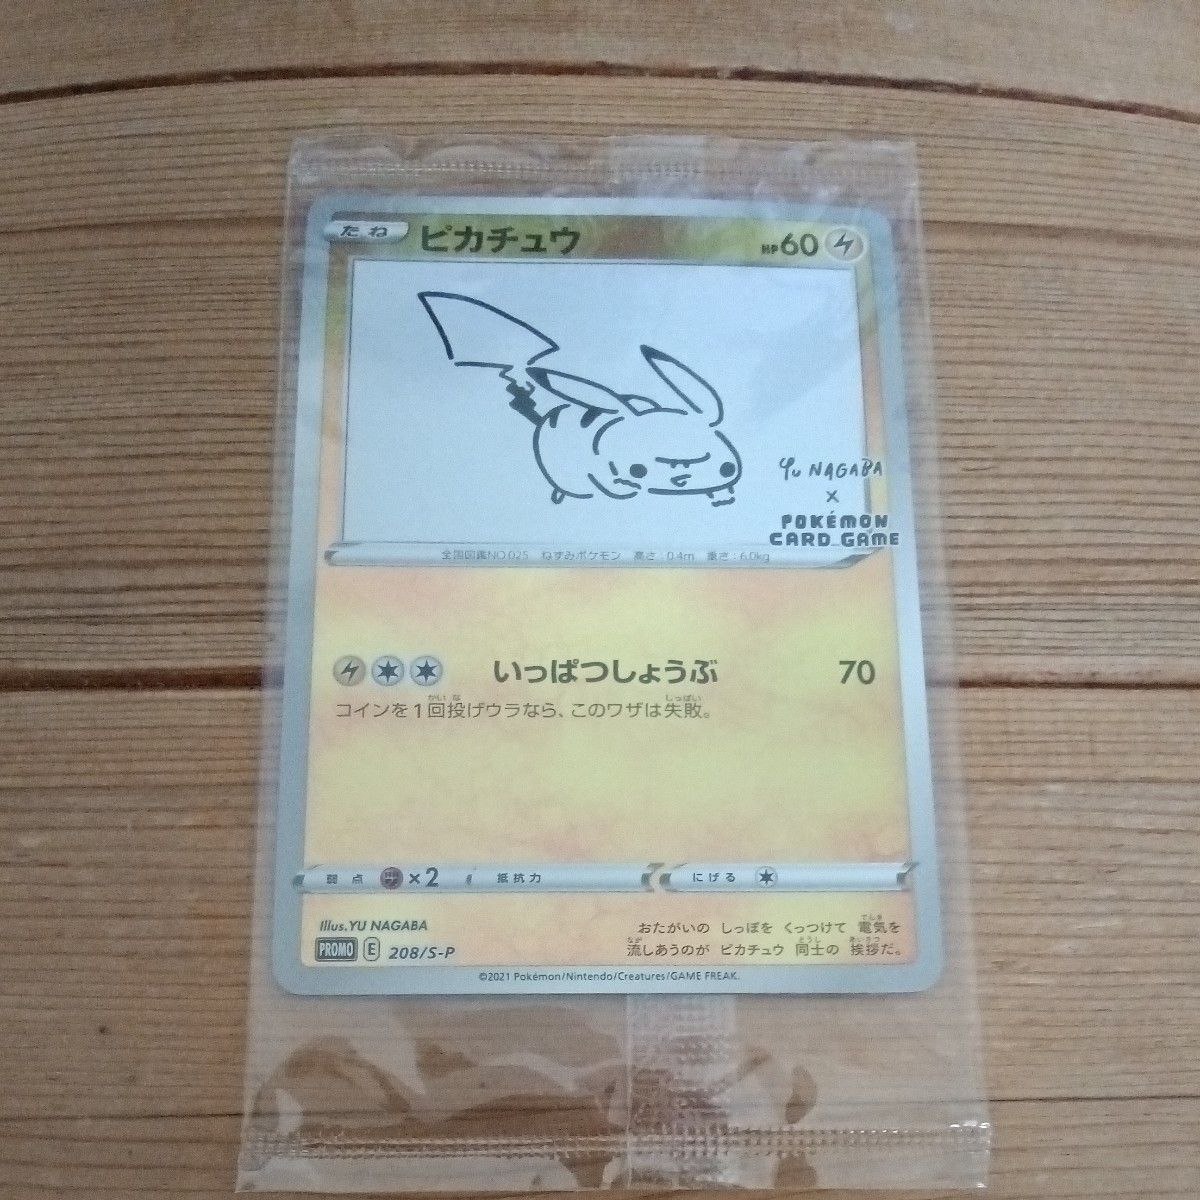 たね ピカチュウ HP60
Yu NAGABA
×
POKÉMON
CARD GAME
全国図鑑NO.025 ねずみポケモン 高さ:0.4m 重さ:6.0kg
いっぱつしょうぶ 70
コインを1回投げウラなら、このワザは失敗。
弱点 ×2 抵抗力 にげる
Illus.YU NAGABA
おたがいの しっぽを くっつけて 電気を
流しあうのが ピカチュウ 同士の 挨拶だ。
PROMO E 208/S-P
©2021 Pokémon/Nintendo/Creatures/GAME FREAK.